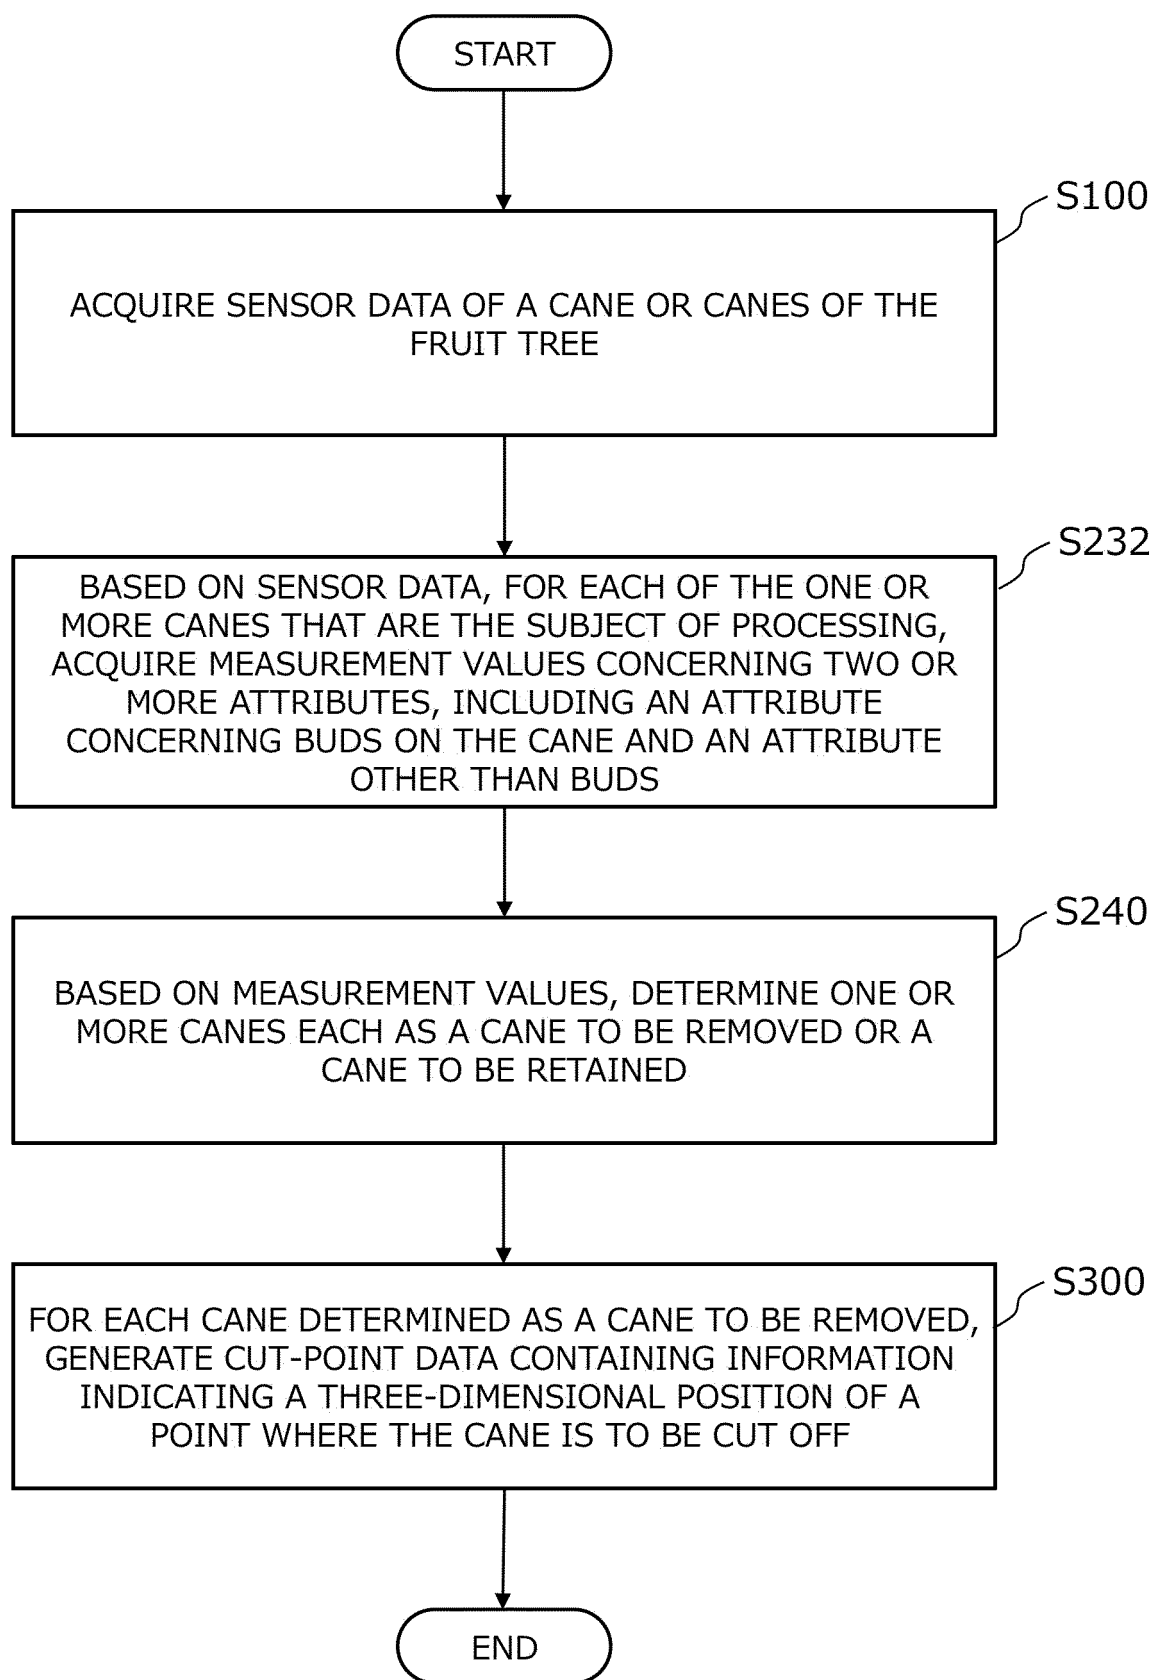 START
S100
ACQUIRE SENSOR DATA OF A CANE OR CANES OF THE
FRUIT TREE
S232
BASED ON SENSOR DATA, FOR EACH OF THE ONE OR
MORE CANES THAT ARE THE SUBJECT OF PROCESSING,
ACQUIRE MEASUREMENT VALUES CONCERNING TWO OR
MORE ATTRIBUTES, INCLUDING AN ATTRIBUTE
CONCERNING BUDS ON THE CANE AND AN ATTRIBUTE
OTHER THAN BUDS
S240
BASED ON MEASUREMENT VALUES, DETERMINE ONE OR
MORE CANES EACH AS A CANE TO BE REMOVED OR A
CANE TO BE RETAINED
S300
FOR EACH CANE DETERMINED AS A CANE TO BE REMOVED,
GENERATE CUT-POINT DATA CONTAINING INFORMATION
INDICATING A THREE-DIMENSIONAL POSITION OF A
POINT WHERE THE CANE IS TO BE CUT OFF
END